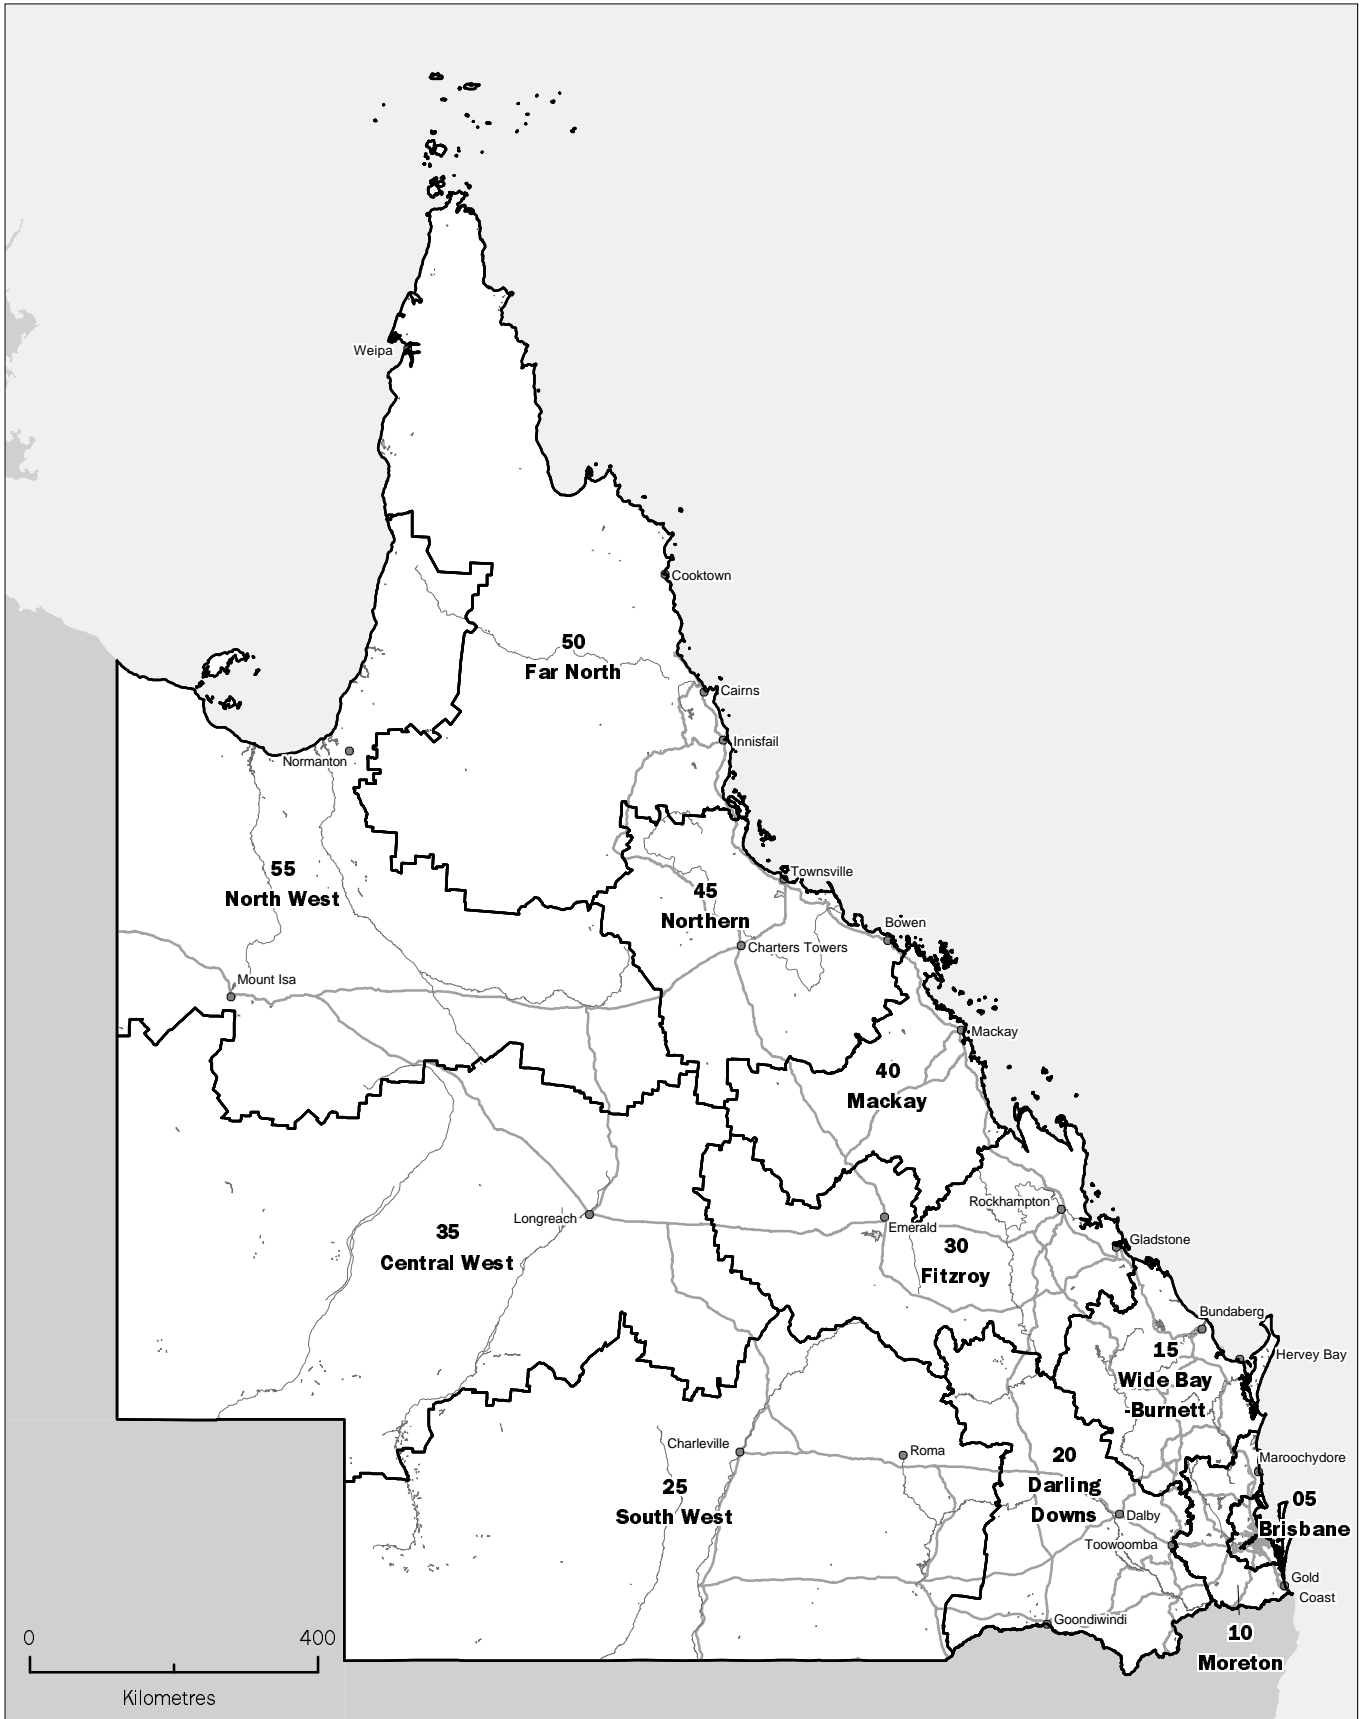 Weipa
Cooktown
50
Far North
Cairns
Innisfail
Normanton
55
North West
Townsville
45
Northern
Bowen
Charters Towers
Mount Isa
Mackay
40
Mackay
Rockhampton
Longreach
Emerald
35
Central West
30
Fitzroy
Gladstone
Bundaberg
15
Wide Bay
-Burnett
Hervey Bay
Charleville
Roma
20
Darling
Downs
Maroochydore
25
South West
05
Brisbane
Dalby
Toowoomba
Gold
Coast
Goondiwindi
10
Moreton
0 400
Kilometres